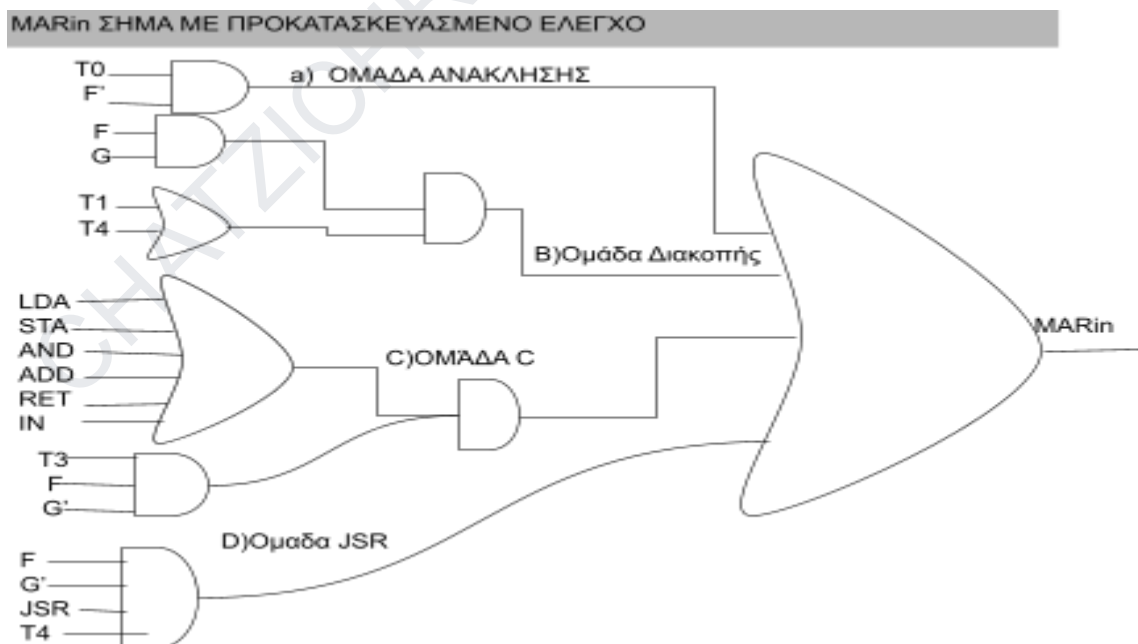 MARin ΣΗΜΑ ΜΕ ΠΡΟΚΑΤΑΣΚΕΥΑΣΜΕΝΟ ΕΛΕΓΧΟ
T0
F'
a) ΟΜΑΔΑ ΑΝΑΚΛΗΣΗΣ
F
G
T1
T4
B)Ομάδα Διακοπής
LDA
STA
AND
ADD
RET
IN
C)ΟΜΆΔΑ C
MARin
T3
F
G'
D)Ομαδα JSR
F
G'
JSR
T4